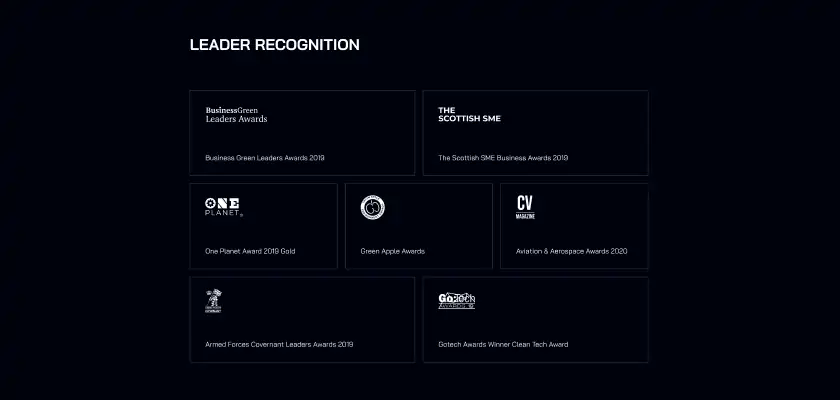 LEADER RECOGNITION
BusinessGreen
Leaders Awards
Business Green Leaders Awards 2019
THE
SCOTTISH SME
The Scottish SME Business Awards 2019
ONE
PLANET
One Planet Award 2019 Gold
Green Apple Awards
CV
MAGAZINE
Aviation & Aerospace Awards 2020
Armed Forces Covernant Leaders Awards 2019
Go:Tech
AWARDS
Gotech Awards Winner Clean Tech Award